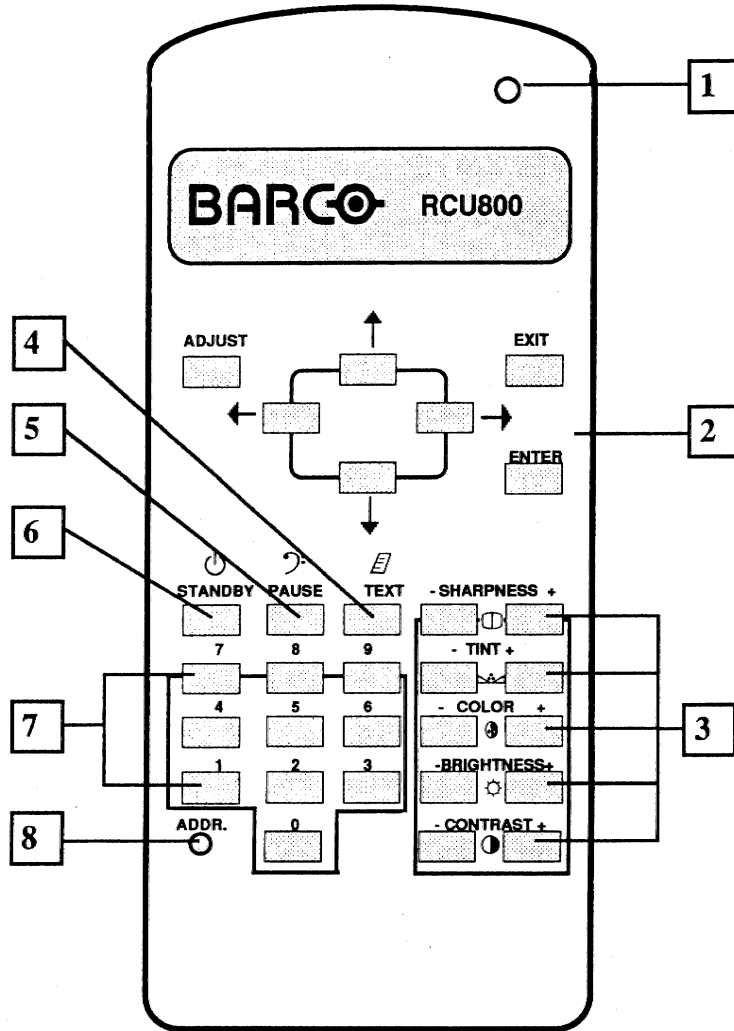 1
BARCO RCU800
4
ADJUST
EXIT
5
2
ENTER
6
STANDBY PAUSE TEXT
- SHARPNESS +
7 8 9
- TINT +
4 5 6
- COLOR +
7
3
1 2 3
-BRIGHTNESS+
ADDR.
0
- CONTRAST +
8